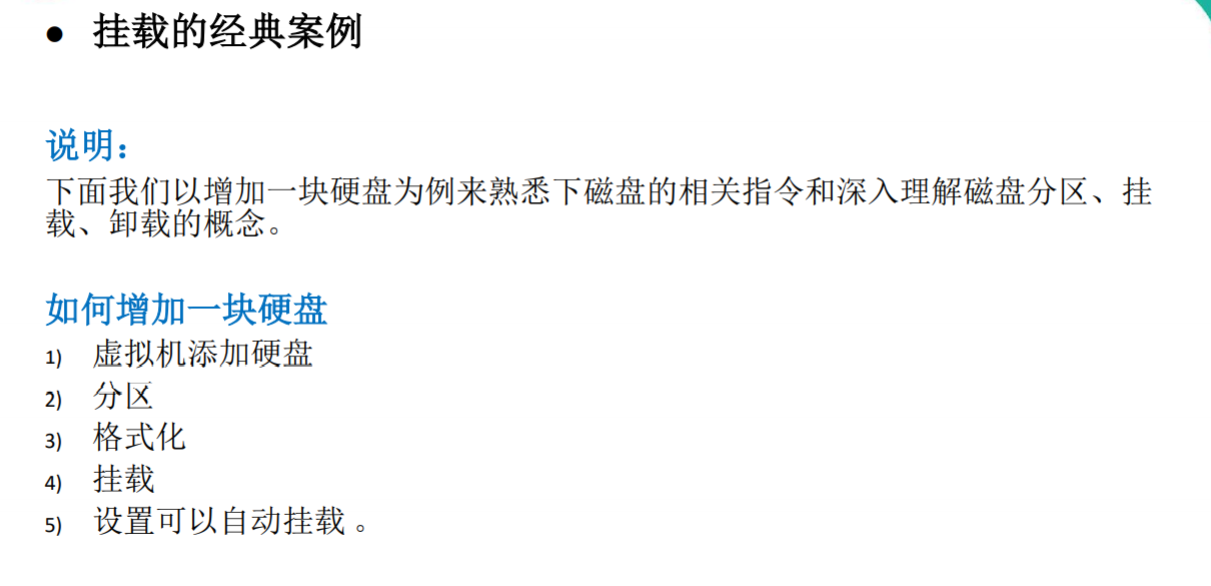 ● 挂载的经典案例
说明：
下面我们以增加一块硬盘为例来熟悉下磁盘的相关指令和深入理解磁盘分区、挂
载、卸载的概念。
如何增加一块硬盘
1) 虚拟机添加硬盘
2) 分区
3) 格式化
4) 挂载
5) 设置可以自动挂载 。